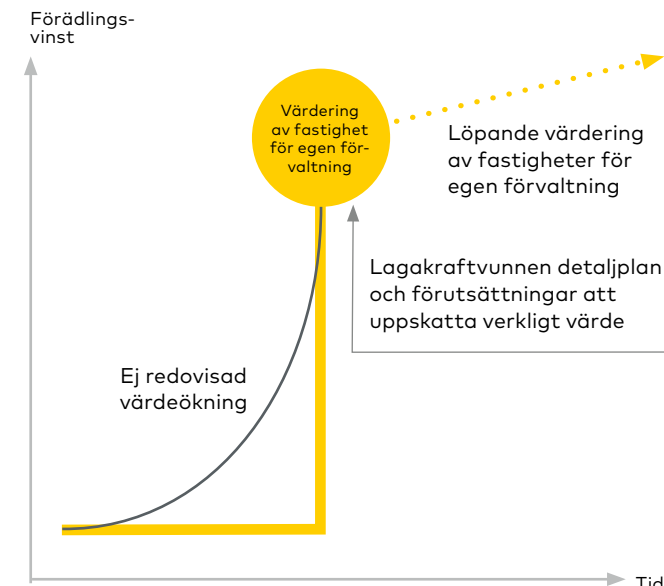 Förädlings-
vinst
Värdering
av fastighet
för egen för-
valtning
Löpande värdering
av fastigheter för
egen förvaltning
Lagakraftvunnen detaljplan
och förutsättningar att
uppskatta verkligt värde
Ej redovisad
värdeökning
Tid